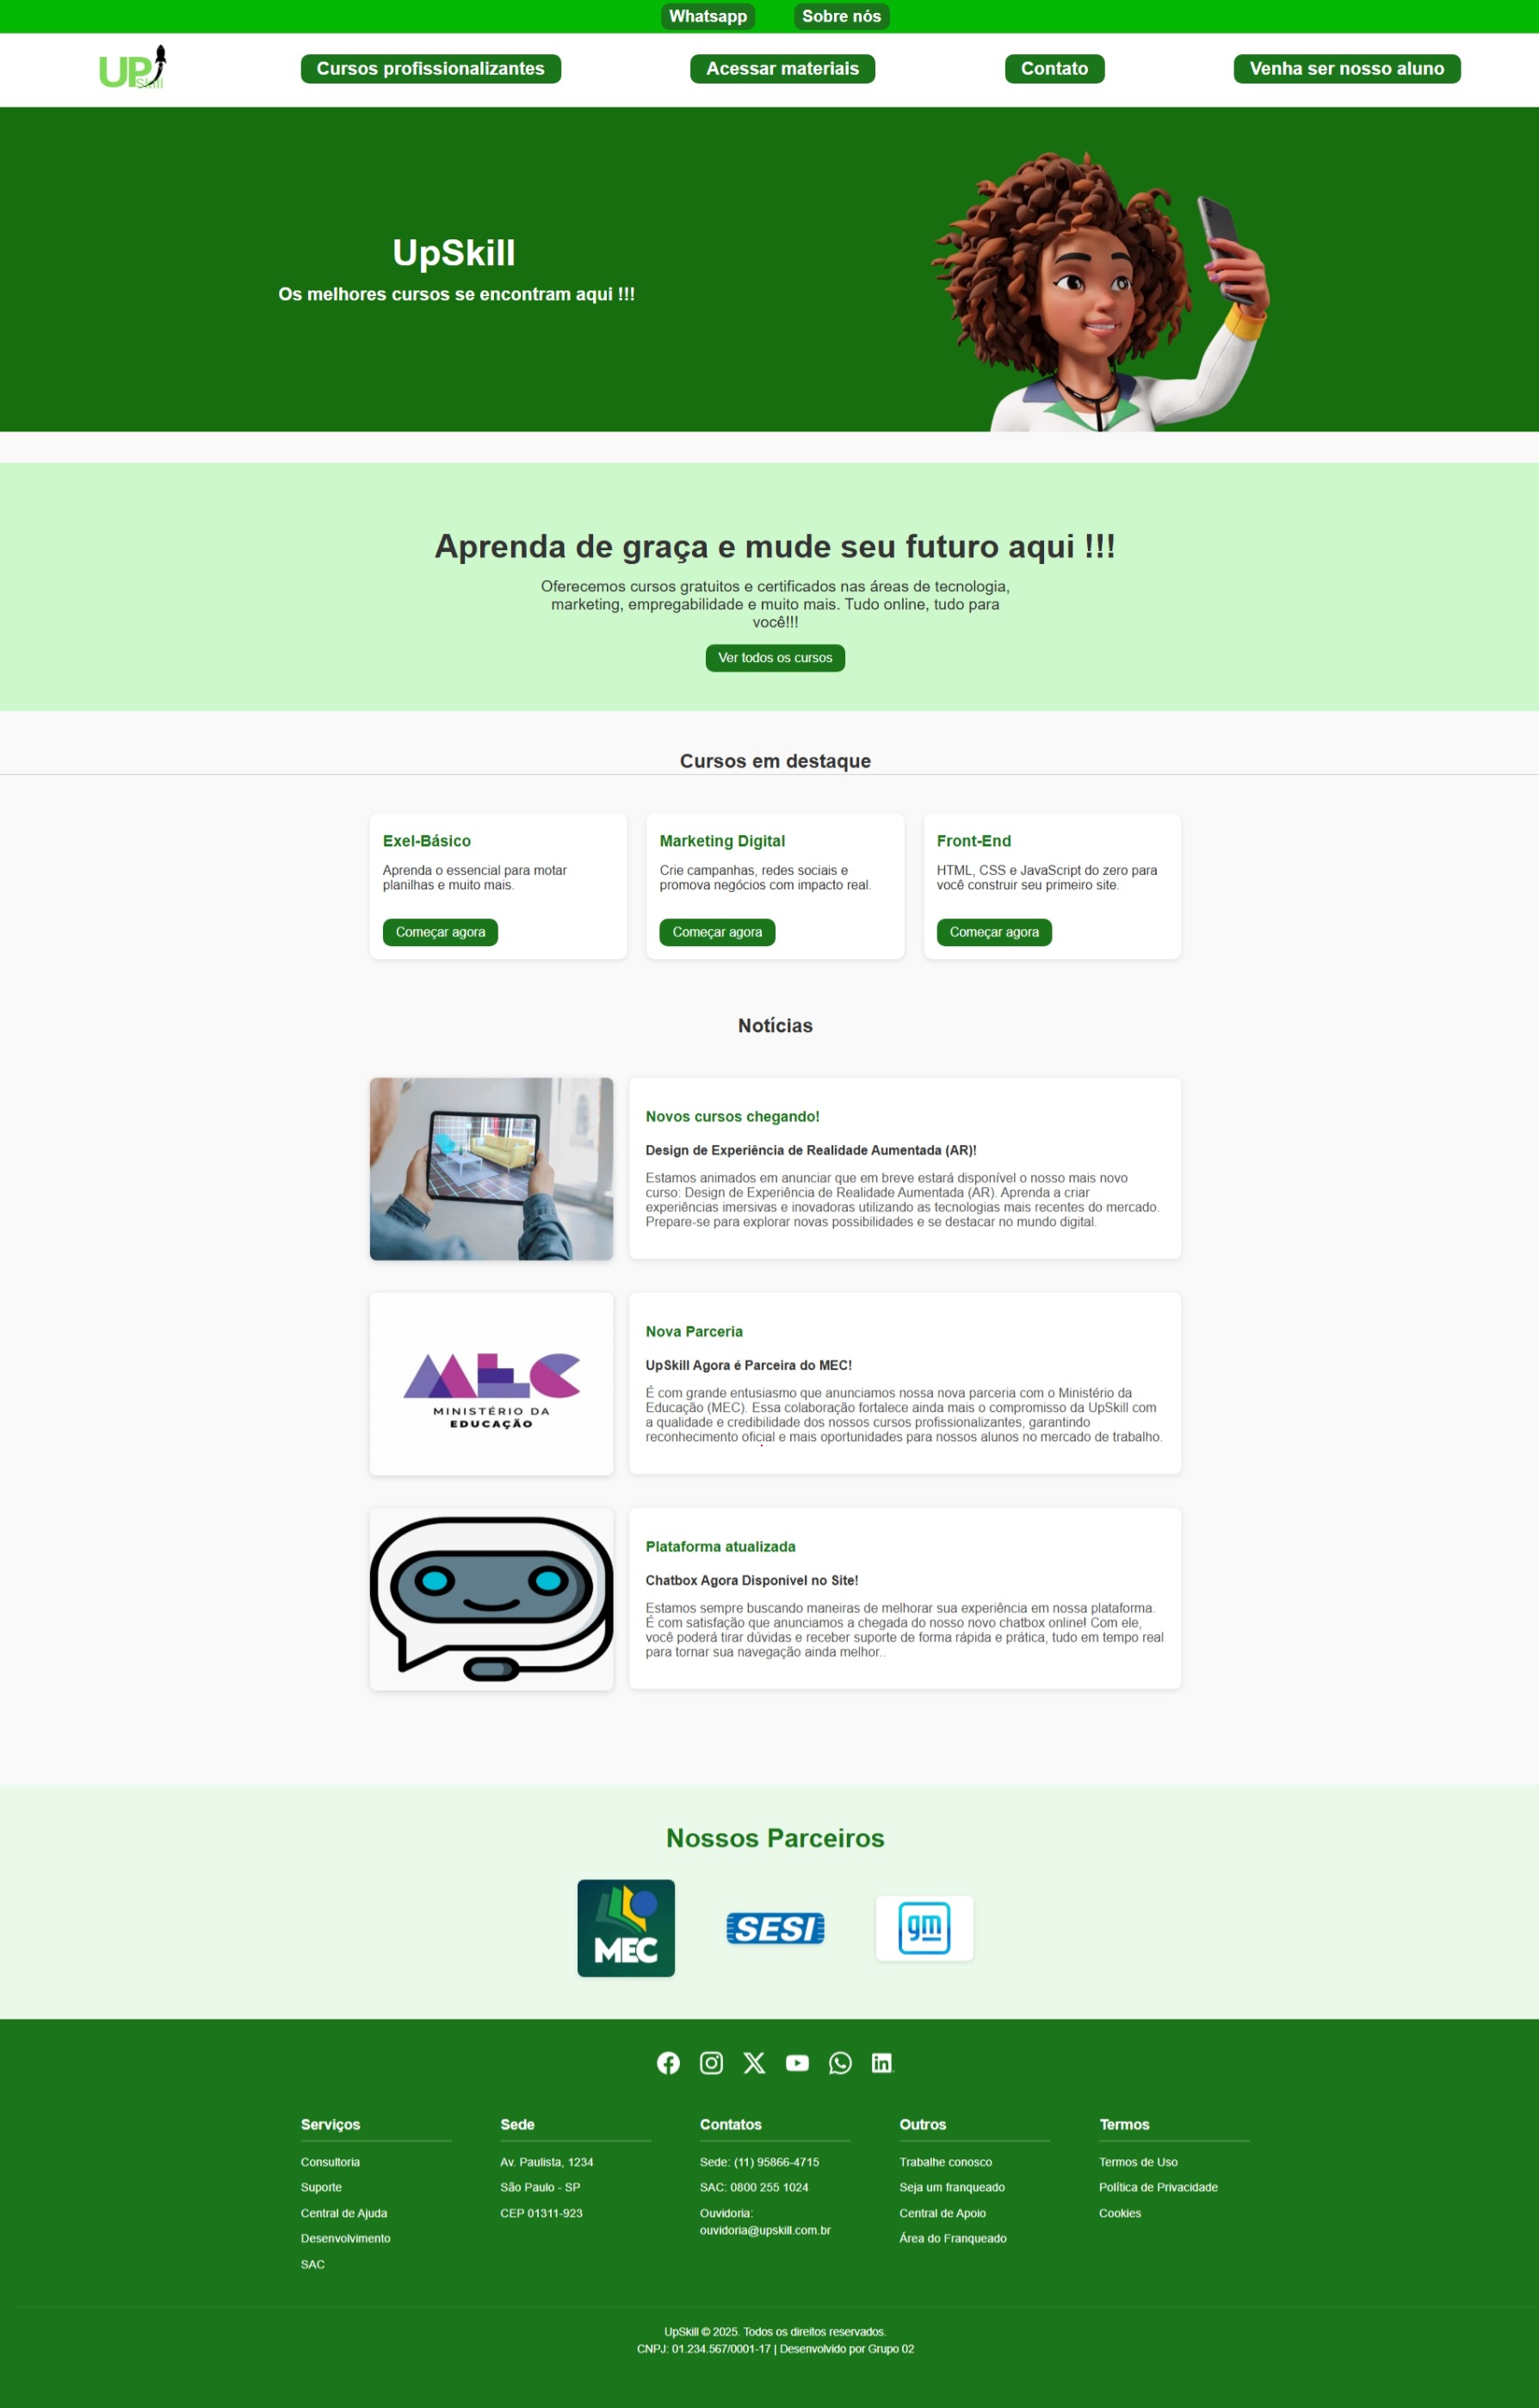 Whatsapp Sobre nós
UP
Skill
Cursos profissionalizantes Acessar materiais Contato Venha ser nosso aluno
UpSkill
Os melhores cursos se encontram aqui !!!
Aprenda de graça e mude seu futuro aqui !!!
Oferecemos cursos gratuitos e certificados nas áreas de tecnologia,
marketing, empregabilidade e muito mais. Tudo online, tudo para
você!!!
Ver todos os cursos
Cursos em destaque
Exel-Básico
Aprenda o essencial para motar
planilhas e muito mais.
Começar agora
Marketing Digital
Crie campanhas, redes sociais e
promova negócios com impacto real.
Começar agora
Front-End
HTML, CSS e JavaScript do zero para
você construir seu primeiro site.
Começar agora
Notícias
Novos cursos chegando!
Design de Experiência de Realidade Aumentada (AR)!
Estamos animados em anunciar que em breve estará disponível o nosso mais novo
curso: Design de Experiência de Realidade Aumentada (AR). Aprenda a criar
experiências imersivas e inovadoras utilizando as tecnologias mais recentes do mercado.
Prepare-se para explorar novas possibilidades e se destacar no mundo digital.
MEC
MINISTÉRIO DA
EDUCAÇÃO
Nova Parceria
UpSkill Agora é Parceira do MEC!
É com grande entusiasmo que anunciamos nossa nova parceria com o Ministério da
Educação (MEC). Essa colaboração fortalece ainda mais o compromisso da UpSkill com
a qualidade e credibilidade dos nossos cursos profissionalizantes, garantindo
reconhecimento oficial e mais oportunidades para nossos alunos no mercado de trabalho.
Plataforma atualizada
Chatbox Agora Disponível no Site!
Estamos sempre buscando maneiras de melhorar sua experiência em nossa plataforma.
É com satisfação que anunciamos a chegada do nosso novo chatbox online! Com ele,
você poderá tirar dúvidas e receber suporte de forma rápida e prática, tudo em tempo real
para tornar sua navegação ainda melhor..
Nossos Parceiros
MEC
SESI
gm
Serviços
Consultoria
Suporte
Central de Ajuda
Desenvolvimento
SAC
Sede
Av. Paulista, 1234
São Paulo - SP
CEP 01311-923
Contatos
Sede: (11) 95866-4715
SAC: 0800 255 1024
Ouvidoria:
ouvidoria@upskill.com.br
Outros
Trabalhe conosco
Seja um franqueado
Central de Apoio
Área do Franqueado
Termos
Termos de Uso
Política de Privacidade
Cookies
UpSkill © 2025. Todos os direitos reservados.
CNPJ: 01.234.567/0001-17 | Desenvolvido por Grupo 02